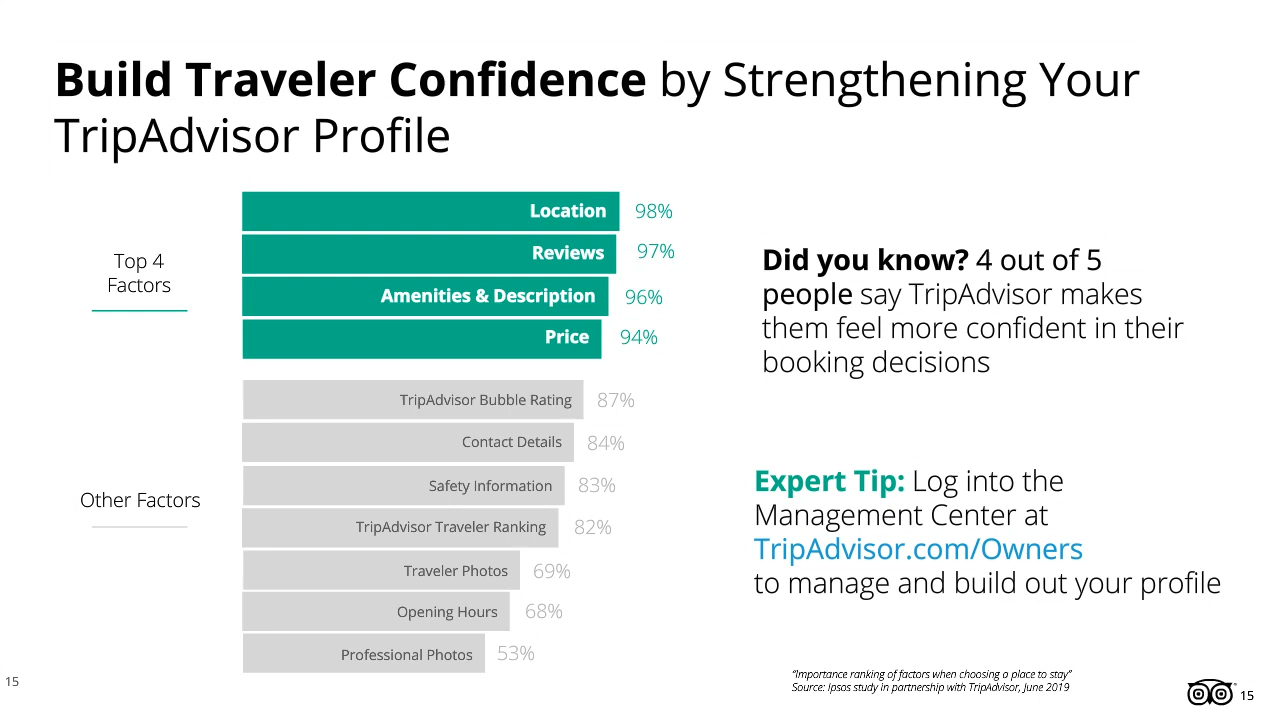 Build Traveler Confidence by Strengthening Your
TripAdvisor Profile
Top 4
Factors
Location 98%
Reviews 97%
Amenities & Description 96%
Price 94%
Other Factors
TripAdvisor Bubble Rating 87%
Contact Details 84%
Safety Information 83%
TripAdvisor Traveler Ranking 82%
Traveler Photos 69%
Opening Hours 68%
Professional Photos 53%
Did you know? 4 out of 5
people say TripAdvisor makes
them feel more confident in their
booking decisions
Expert Tip: Log into the
Management Center at
TripAdvisor.com/Owners
to manage and build out your profile
"Importance ranking of factors when choosing a place to stay"
Source: Ipsos study in partnership with TripAdvisor, June 2019
15
15